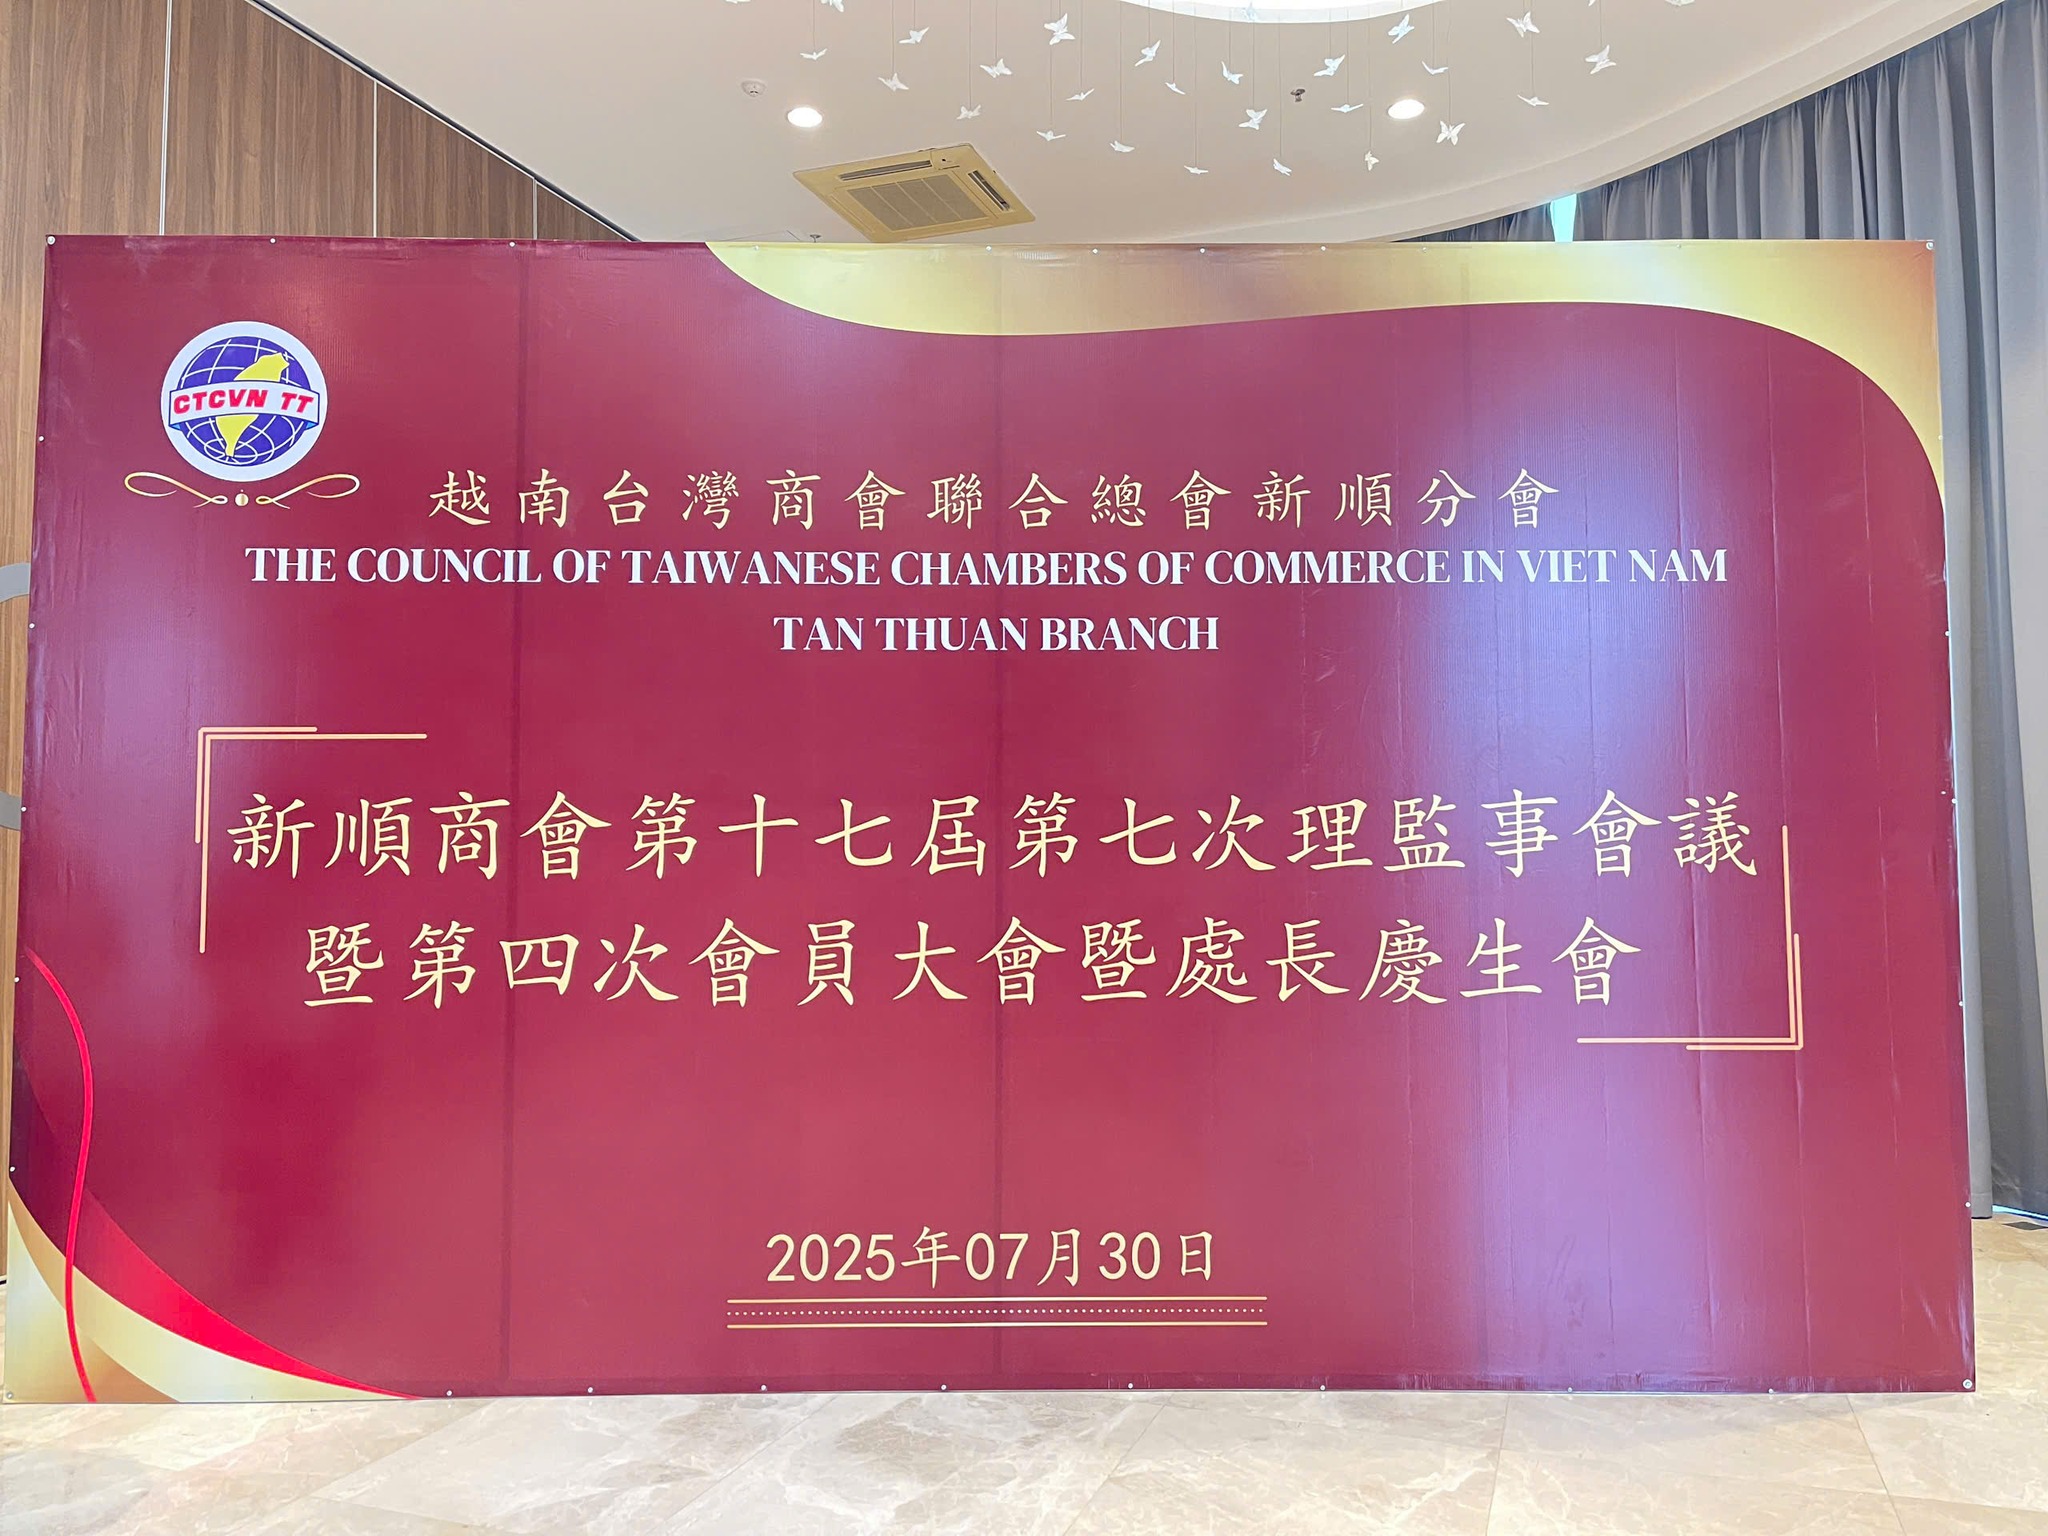 CTCVN TT
越南台灣商會聯合總會新順分會
THE COUNCIL OF TAIWANESE CHAMBERS OF COMMERCE IN VIET NAM
TAN THUAN BRANCH
新順商會第十七屆第七次理監事會議
暨第四次會員大會暨處長慶生會
2025年07月30日